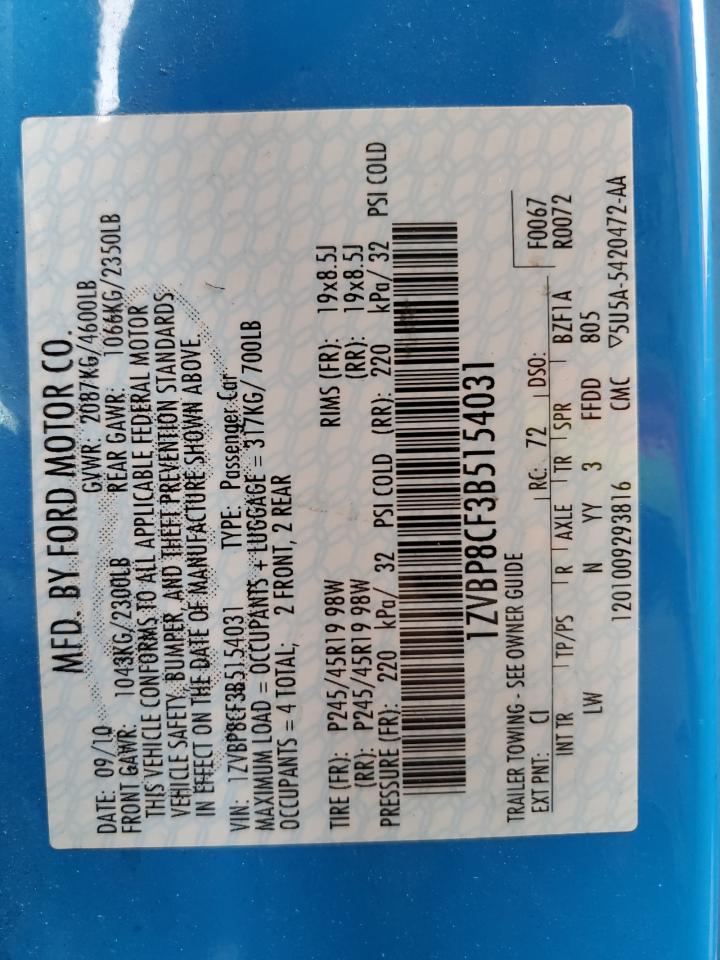 MFD. BY FORD MOTOR CO.
DATE: 09/10 GVWR: 2087KG/4600LB
FRONT GAWR: 1043KG/2300LB REAR GAWR: 1066KG/2350LB
THIS VEHICLE CONFORMS TO ALL APPLICABLE FEDERAL MOTOR
VEHICLE SAFETY, BUMPER, AND THEFT PREVENTION STANDARDS
IN EFFECT ON THE DATE OF MANUFACTURE SHOWN ABOVE.
VIN: 1ZVBP8CF3B5154031 TYPE: Passenger Car
MAXIMUM LOAD = OCCUPANTS + LUGGAGE = 317KG/700LB
OCCUPANTS = 4 TOTAL; 2 FRONT, 2 REAR
TIRE (FR): P245/45R19 98W RIMS (FR): 19x8.5J
(RR): P245/45R19 98W (RR): 19x8.5J
PRESSURE (FR): 220 kPa/ 32 PSI COLD (RR): 220 kPa/ 32 PSI COLD
1ZVBP8CF3B5154031
TRAILER TOWING - SEE OWNER GUIDE
EXT PNT: CI RC: 72 DSO: F0067
R0072
INT TR TP/PS R AXLE TR SPR BZF1A
LW N YY 3 FFDD 805
1201009293816 CMC ▽5U5A-5420472-AA